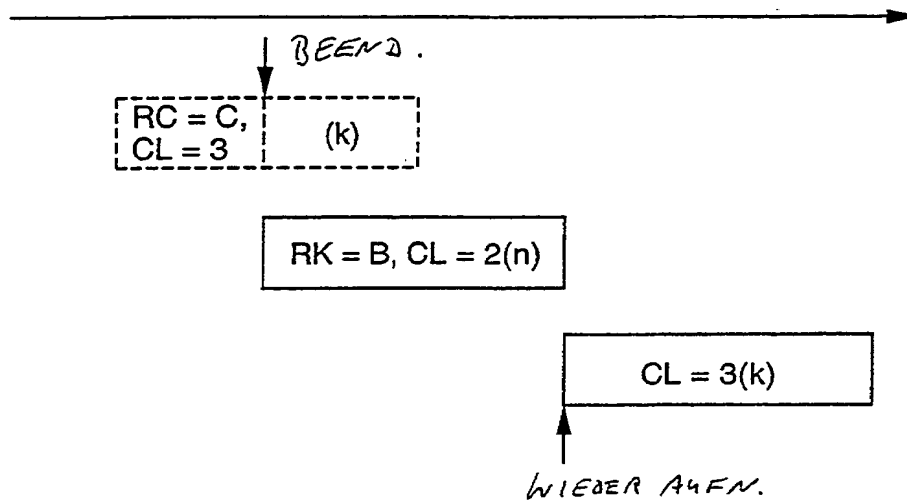 BEEND.
RC = C,
CL = 3
(k)
RK = B, CL = 2(n)
CL = 3(k)
WIEDER AUFN.